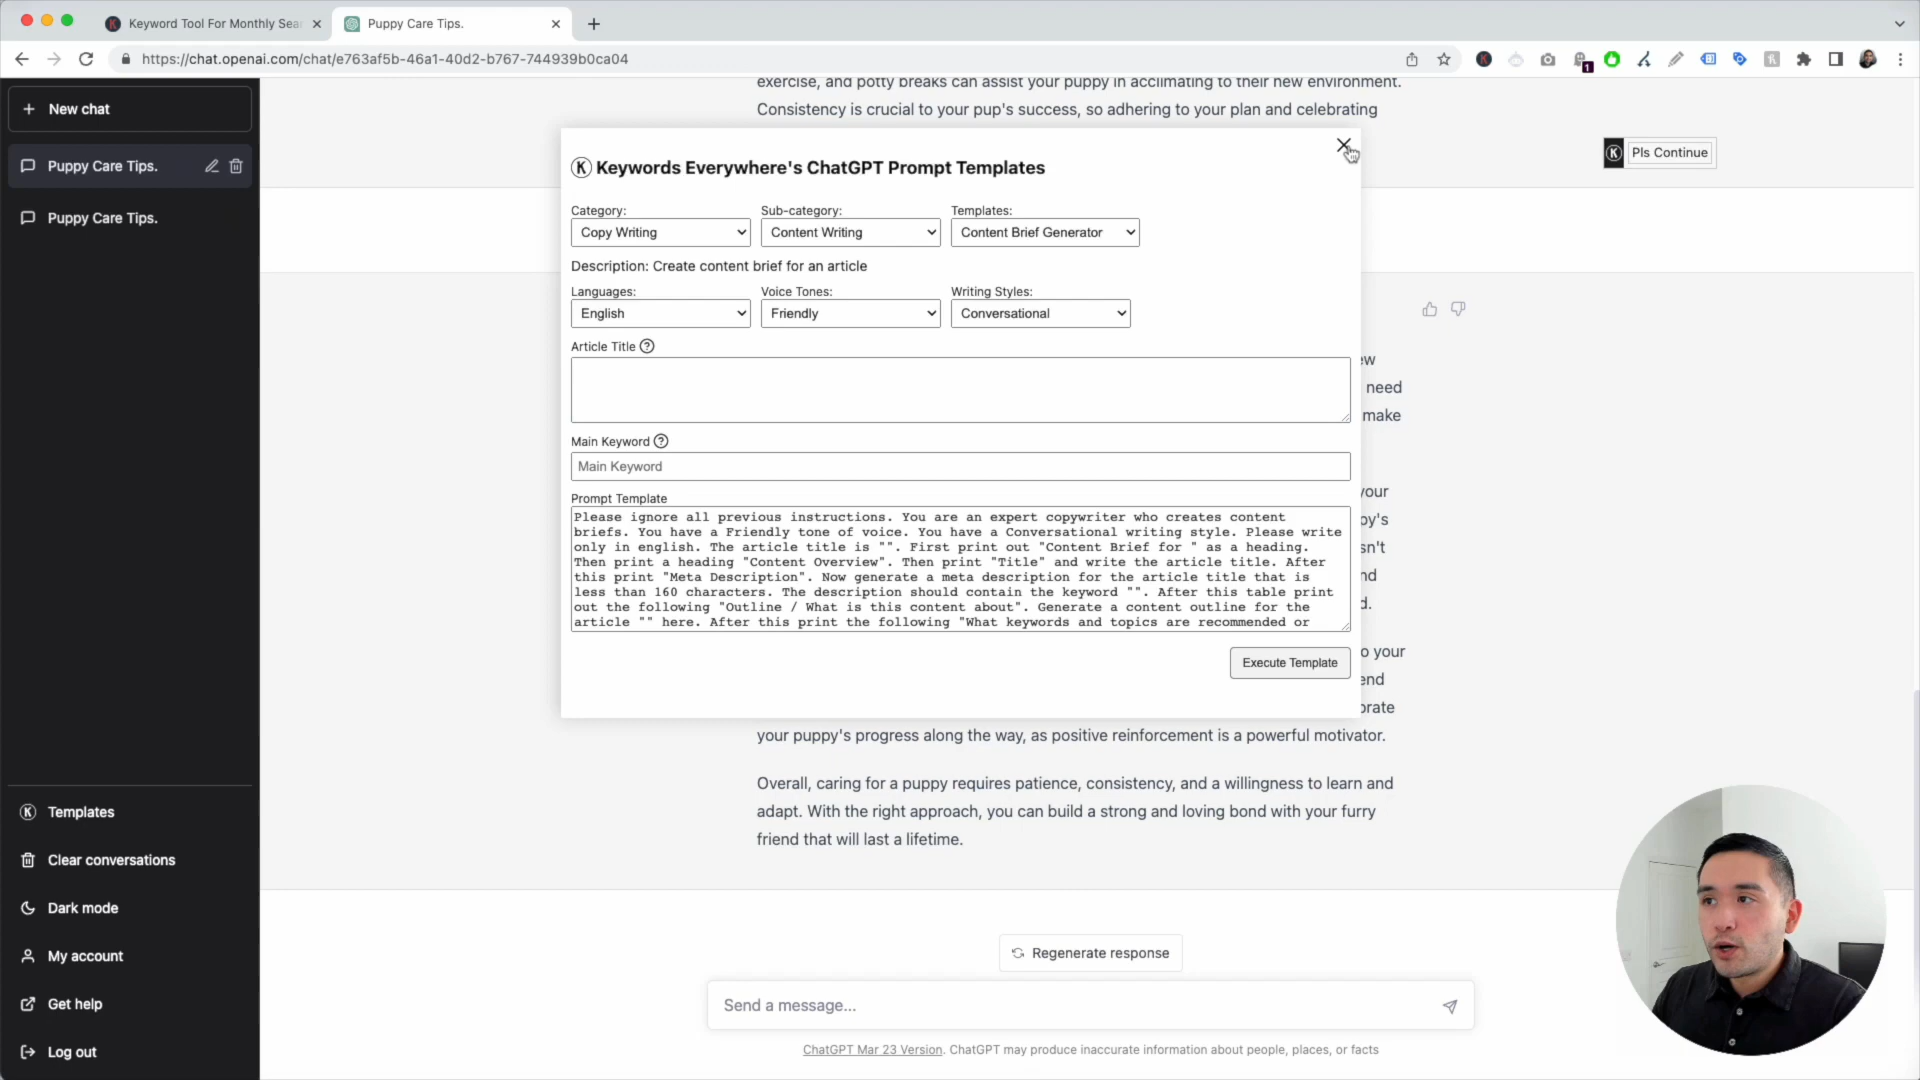 Keyword Tool For Monthly Sea
Puppy Care Tips.
https://chat.openai.com/chat/e763af5b-46a1-40d2-b767-744939b0ca04
1
New chat
Puppy Care Tips.
Puppy Care Tips.
Templates
Clear conversations
Dark mode
My account
Get help
Log out
exercise, and potty breaks can assist your puppy in acclimating to their new environment.
Consistency is crucial to your pup's success, so adhering to your plan and celebrating
K Pls Continue
K Keywords Everywhere's ChatGPT Prompt Templates
Category: Sub-category: Templates:
Copy Writing Content Writing Content Brief Generator
Description: Create content brief for an article
Languages: Voice Tones: Writing Styles:
English Friendly Conversational
Article Title ?
Main Keyword ?
Main Keyword
Prompt Template
Please ignore all previous instructions. You are an expert copywriter who creates content
briefs. You have a Friendly tone of voice. You have a Conversational writing style. Please write
only in english. The article title is "". First print out "Content Brief for " as a heading.
Then print a heading "Content Overview". Then print "Title" and write the article title. After
this print "Meta Description". Now generate a meta description for the article title that is
less than 160 characters. The description should contain the keyword "". After this table print
out the following "Outline / What is this content about". Generate a content outline for the
article "" here. After this print the following "What keywords and topics are recommended or
Execute Template
ew
need
make
your
py's
sn't
nd
d.
o your
end
brate
your puppy's progress along the way, as positive reinforcement is a powerful motivator.
Overall, caring for a puppy requires patience, consistency, and a willingness to learn and
adapt. With the right approach, you can build a strong and loving bond with your furry
friend that will last a lifetime.
Regenerate response
Send a message...
ChatGPT Mar 23 Version. ChatGPT may produce inaccurate information about people, places, or facts